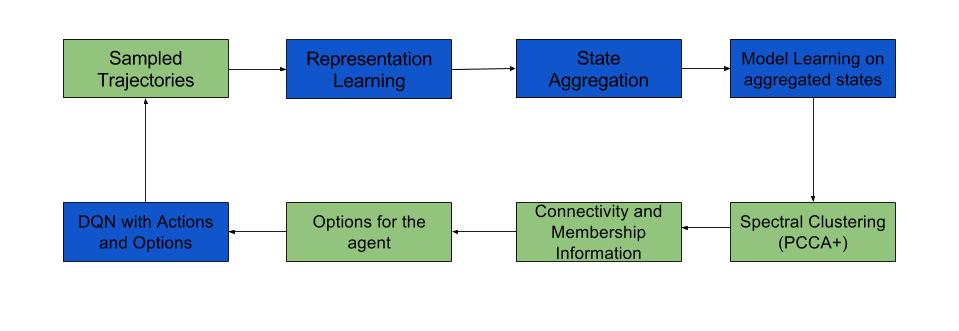 Sampled
Trajectories
Representation
Learning
State
Aggregation
Model Learning on
aggregated states
DQN with Actions
and Options
Options for the
agent
Connectivity and
Membership
Information
Spectral Clustering
(PCCA+)